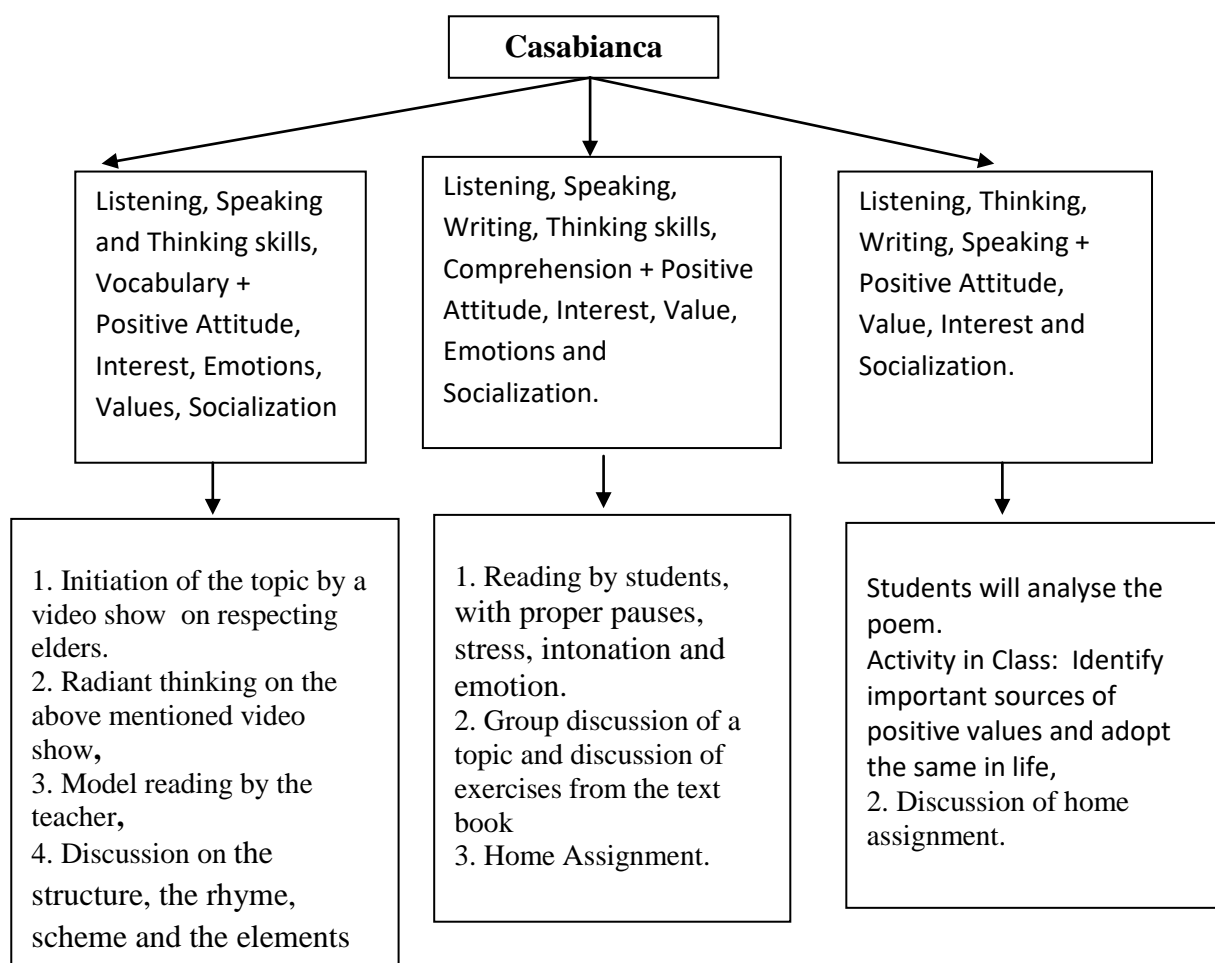 Casabianca
Listening, Speaking
and Thinking skills,
Vocabulary +
Positive Attitude,
Interest, Emotions,
Values, Socialization
Listening, Speaking,
Writing, Thinking skills,
Comprehension + Positive
Attitude, Interest, Value,
Emotions and
Socialization.
Listening, Thinking,
Writing, Speaking +
Positive Attitude,
Value, Interest and
Socialization.
1. Initiation of the topic by a
video show on respecting
elders.
2. Radiant thinking on the
above mentioned video
show,
3. Model reading by the
teacher,
4. Discussion on the
structure, the rhyme,
scheme and the elements
1. Reading by students,
with proper pauses,
stress, intonation and
emotion.
2. Group discussion of a
topic and discussion of
exercises from the text
book
3. Home Assignment.
Students will analyse the
poem.
Activity in Class: Identify
important sources of
positive values and adopt
the same in life,
2. Discussion of home
assignment.